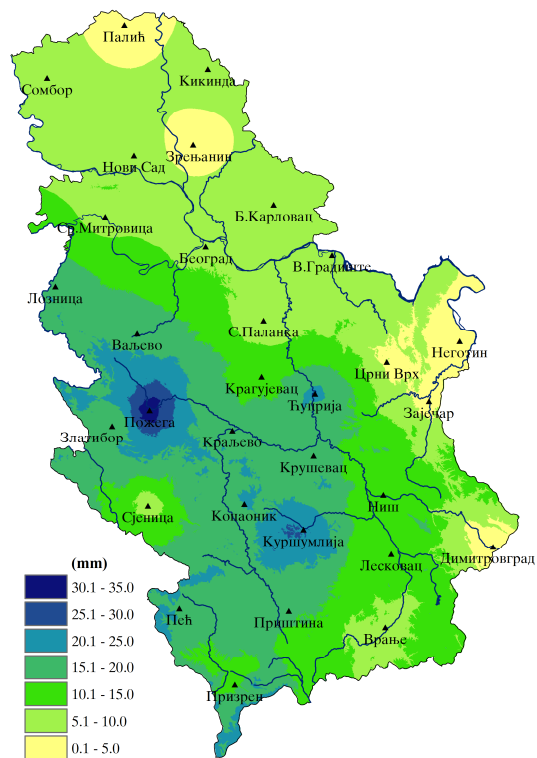 Палић
Кикинда
Сомбор
Зрењанин
Нови Сад
Б.Карловац
Ср.Митровица
Београд
В.Градиште
Лозница
С.Паланка
Ваљево
Неготин
Црни Врх
Крагујевац
Ћуприја
Зајечар
Пожега
Златибор
Краљево
Крушевац
Ниш
Копаоник
Сјеница
Куршумлија
Димитровград
Лесковац
(mm)
30.1 - 35.0
25.1 - 30.0
20.1 - 25.0
15.1 - 20.0
10.1 - 15.0
5.1 - 10.0
0.1 - 5.0
Пећ
Приштина
Врање
Призрен